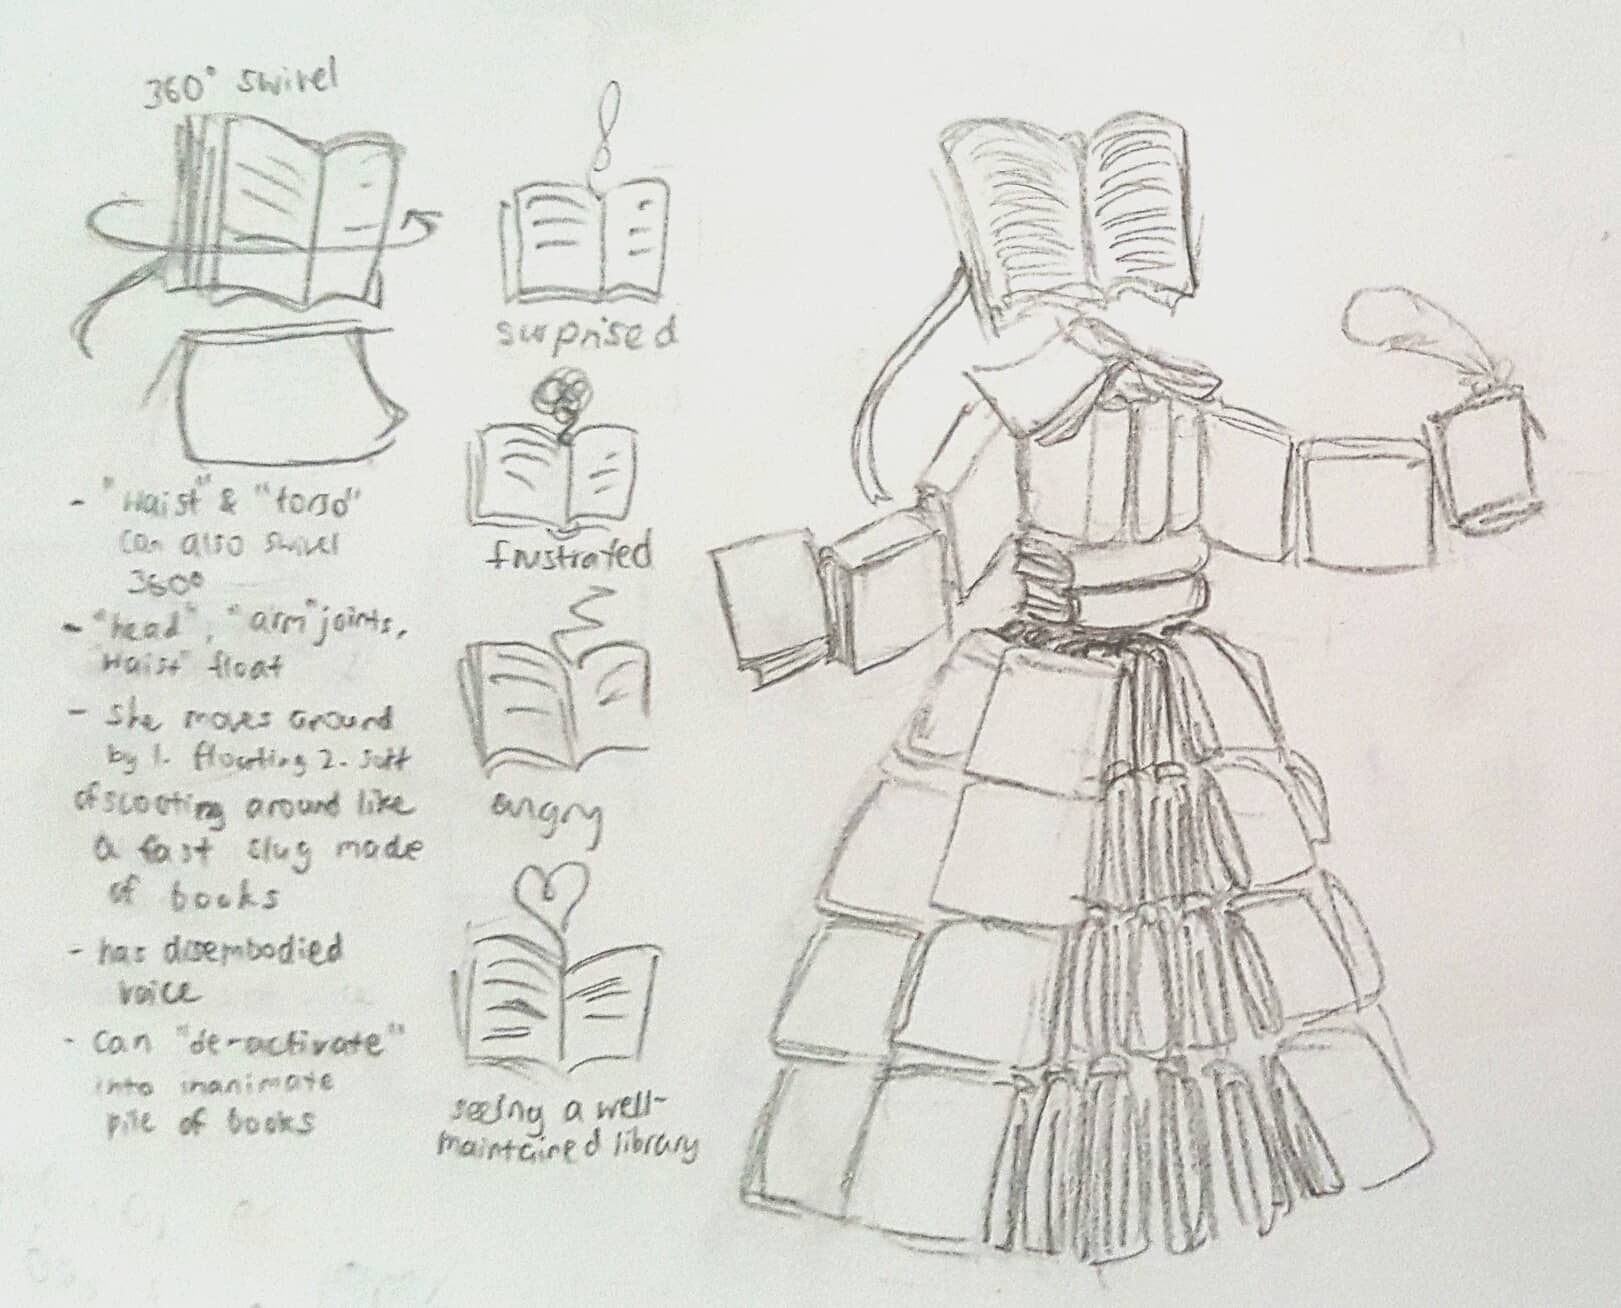 360° swivel
- "Waist" & "torso"
can also swivel
360°
- "head", "arm" joints,
"Waist" float
- She moves around
by 1. floating 2. sort
of scooting around like
a fast slug made
of books
- has disembodied
voice
- can "de-activate"
into inanimate
pile of books
surprised
frustrated
angry
seeing a well-
maintained library